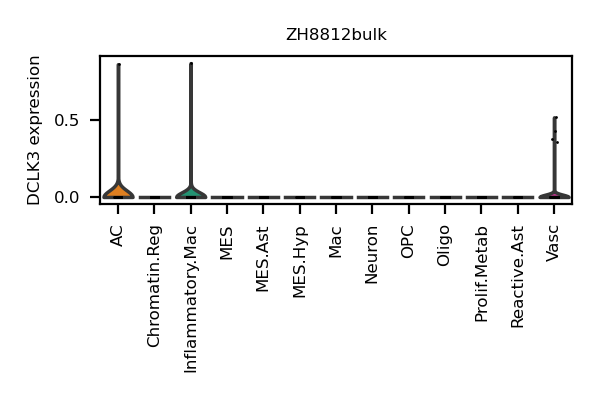 ZH8812bulk
DCLK3 expression
0.5
0.0
AC
Chromatin.Reg
Inflammatory.Mac
MES
MES.Ast
MES.Hyp
Mac
Neuron
OPC
Oligo
Prolif.Metab
Reactive.Ast
Vasc